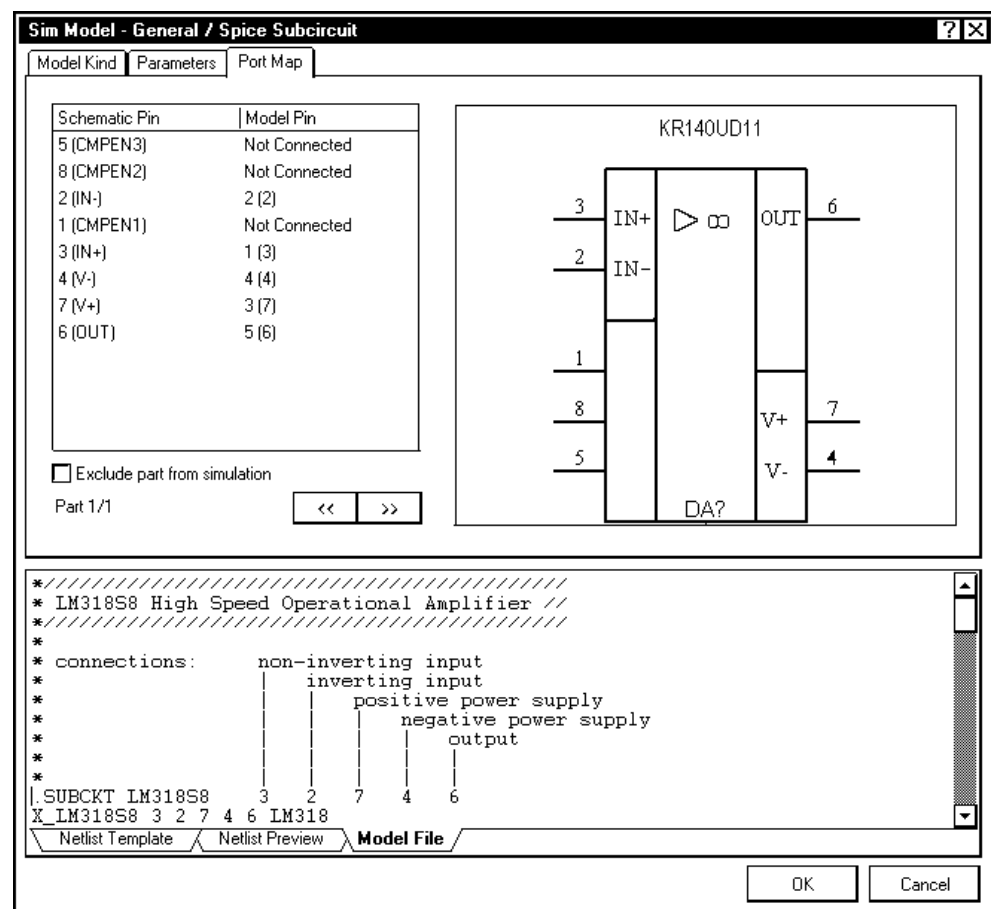 Sim Model - General / Spice Subcircuit
Model Kind Parameters Port Map
Schematic Pin Model Pin
5 (CMPEN3) Not Connected
8 (CMPEN2) Not Connected
2 (IN-) 2 (2)
1 (CMPEN1) Not Connected
3 (IN+) 1 (3)
4 (V-) 4 (4)
7 (V+) 3 (7)
6 (OUT) 5 (6)
Exclude part from simulation
Part 1/1 << >>
KR140UD11
3 IN+ ▷ ∞ OUT 6
2 IN-
1
8 V+ 7
5 V- 4
DA?
*////////////////////////////////////////////
* LM318S8 High Speed Operational Amplifier //
*////////////////////////////////////////////
*
* connections: non-inverting input
* | inverting input
* | | positive power supply
* | | | negative power supply
* | | | | output
* | | | | |
* | | | | |
.SUBCKT LM318S8 3 2 7 4 6
X_LM318S8 3 2 7 4 6 LM318
Netlist Template Netlist Preview Model File
OK Cancel